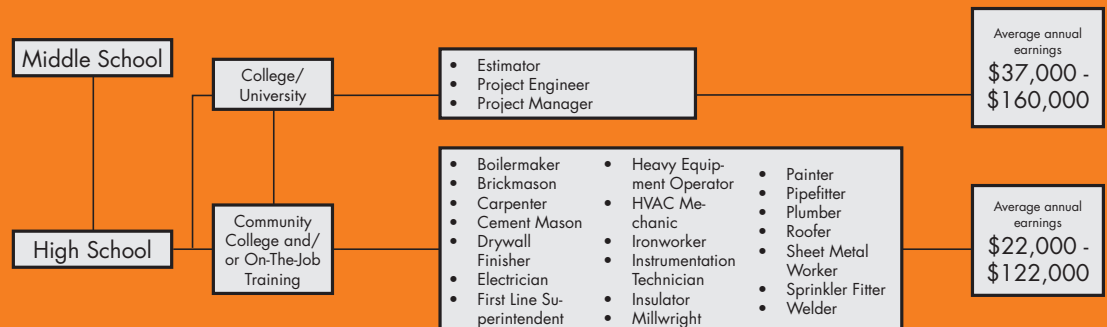 Middle School
High School
College/
University
Community
College and/
or On-The-Job
Training
• Estimator
• Project Engineer
• Project Manager
• Boilermaker
• Brickmason
• Carpenter
• Cement Mason
• Drywall
Finisher
• Electrician
• First Line Su-
perintendent
• Heavy Equip-
ment Operator
• HVAC Me-
chanic
• Ironworker
• Instrumentation
Technician
• Insulator
• Millwright
• Painter
• Pipefitter
• Plumber
• Roofer
• Sheet Metal
Worker
• Sprinkler Fitter
• Welder
Average annual
earnings
$37,000 -
$160,000
Average annual
earnings
$22,000 -
$122,000